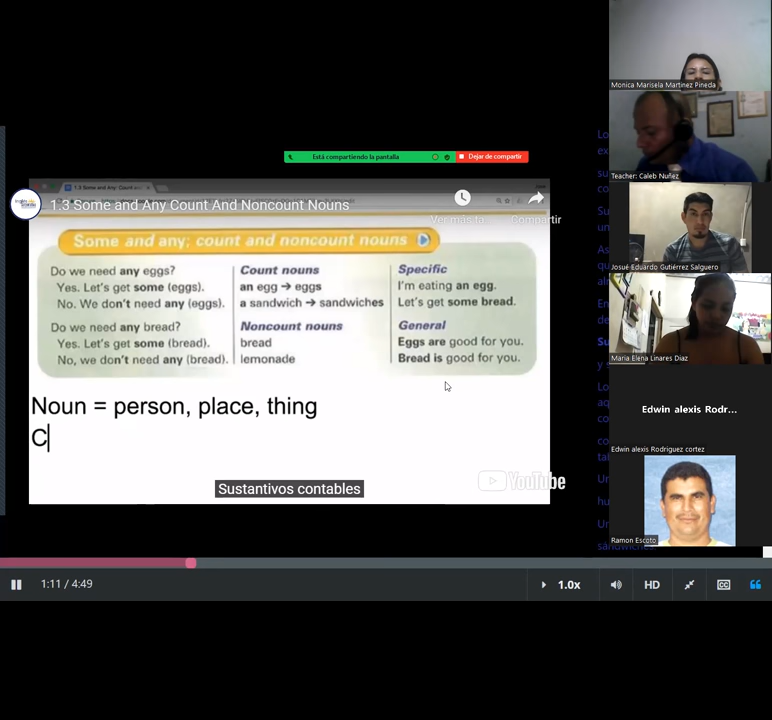 Monica Marisela Martinez Pineda
Está compartiendo la pantalla
Dejar de compartir
Teacher: Caleb Nuñez
1.3 Some and Any Count And Noncount Nouns
Compartir
Some and any; count and noncount nouns
Do we need any eggs?
Yes. Let's get some (eggs).
No. We don't need any (eggs).
Do we need any bread?
Yes. Let's get some (bread).
No, we don't need any (bread).
Count nouns
an egg → eggs
a sandwich → sandwiches
Noncount nouns
bread
lemonade
Specific
I'm eating an egg.
Let's get some bread.
General
Eggs are good for you.
Bread is good for you.
Josué Eduardo Gutiérrez Salguero
Maria Elena Linares Diaz
Noun = person, place, thing
C
Edwin alexis Rodr...
Edwin alexis Rodriguez cortez
Sustantivos contables
YouTube
Ramon Escoto
sandwiches.
1:11 / 4:49
1.0x
HD
CC